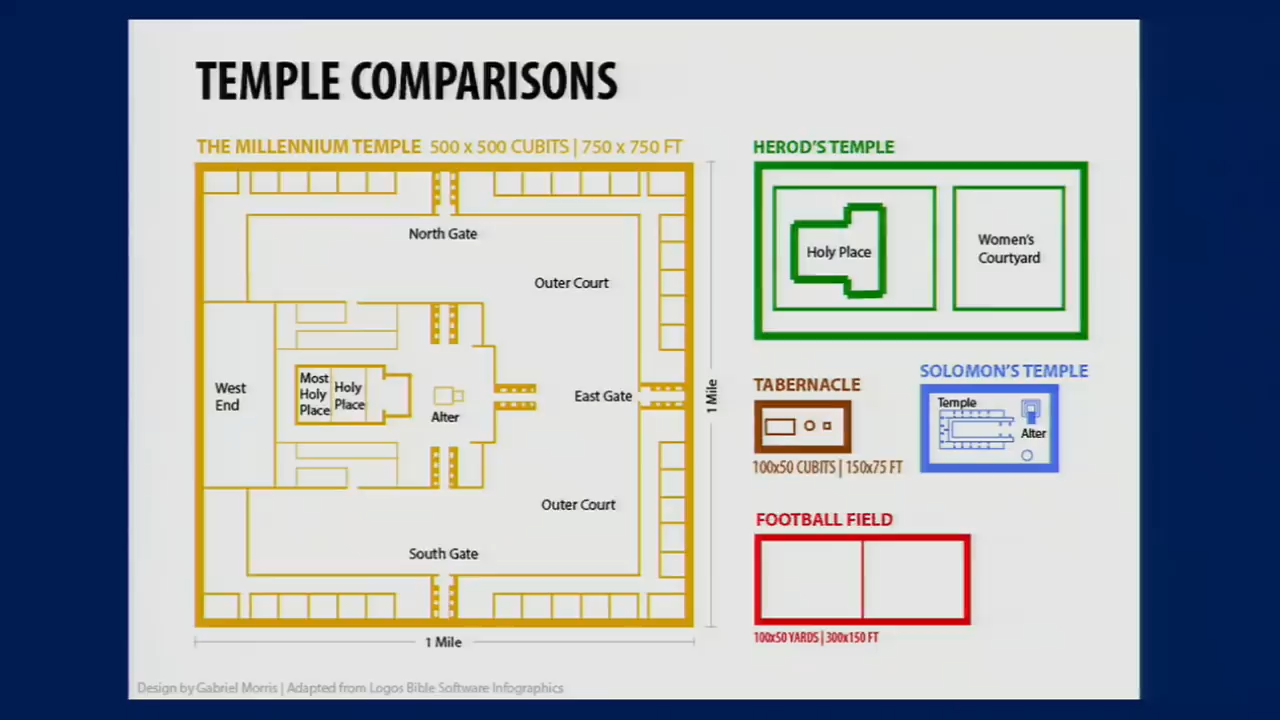 TEMPLE COMPARISONS
THE MILLENNIUM TEMPLE 500 x 500 CUBITS | 750 x 750 FT
North Gate
Outer Court
West
End
Most
Holy
Place
Holy
Place
Alter
East Gate
Outer Court
South Gate
1 Mile
1 Mile
HEROD'S TEMPLE
Holy Place
Women's
Courtyard
TABERNACLE
100x50 CUBITS | 150x75 FT
SOLOMON'S TEMPLE
Temple
Alter
FOOTBALL FIELD
100x50 YARDS | 300x150 FT
Design by Gabriel Morris | Adapted from Logos Bible Software Infographics